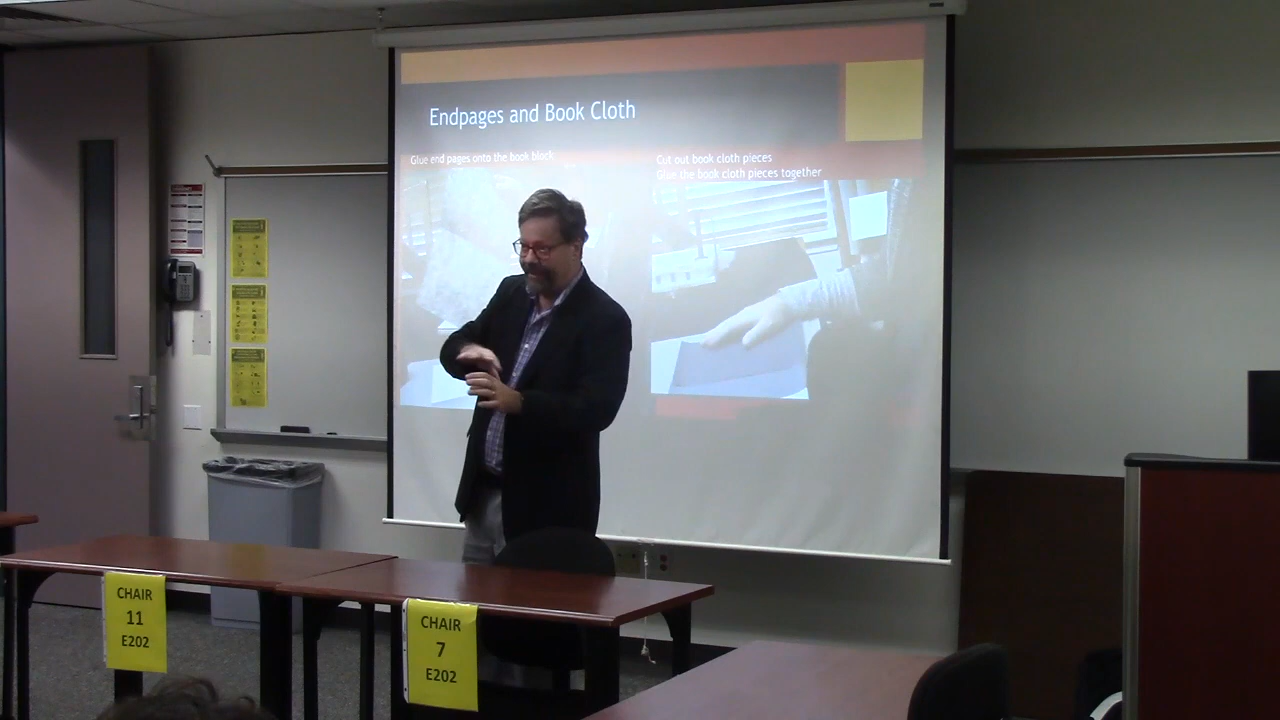 Endpages and Book Cloth
Glue end pages onto the book block
Cut out book cloth pieces
Glue the book cloth pieces together
CHAIR
11
E202
CHAIR
7
E202